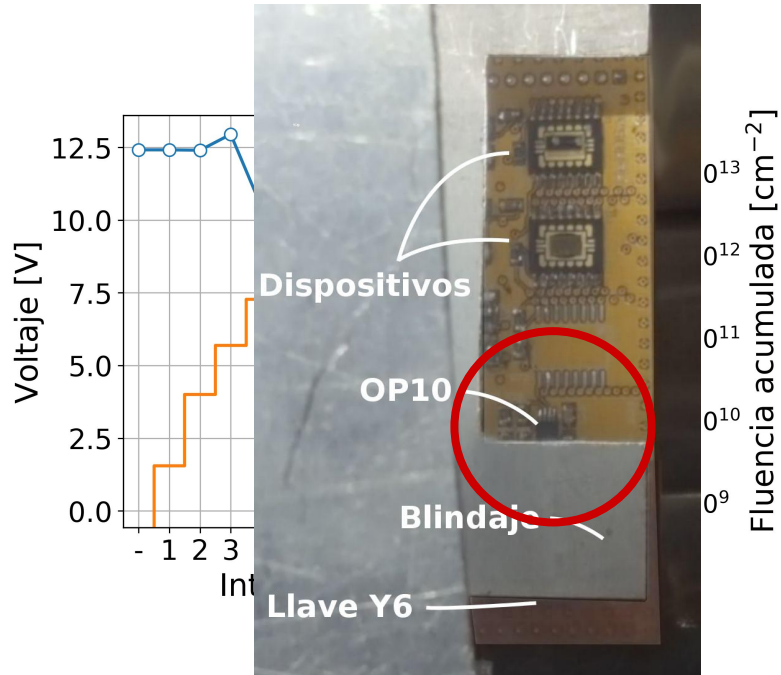 Voltaje [V]
12.5
10.0
7.5
5.0
2.5
0.0
- 1 2 3
Dispositivos
OP10
Blindaje
Llave Y6
0¹³
0¹²
0¹¹
0¹⁰
0⁹
Fluencia acumulada [cm⁻²]